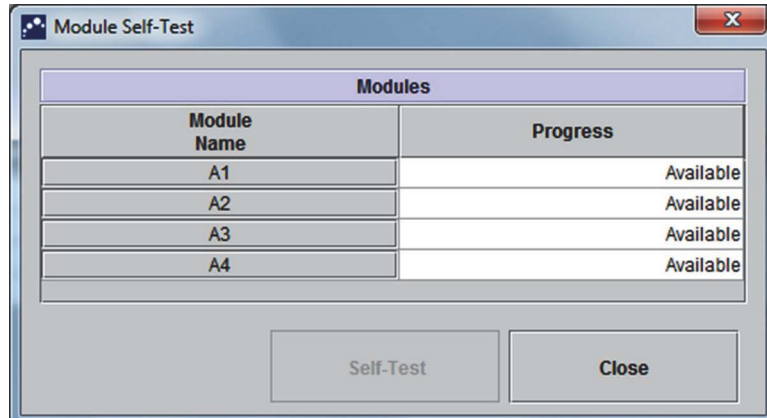 Module Self-Test
Modules
Module
Name
Progress
A1 Available
A2 Available
A3 Available
A4 Available
Self-Test Close